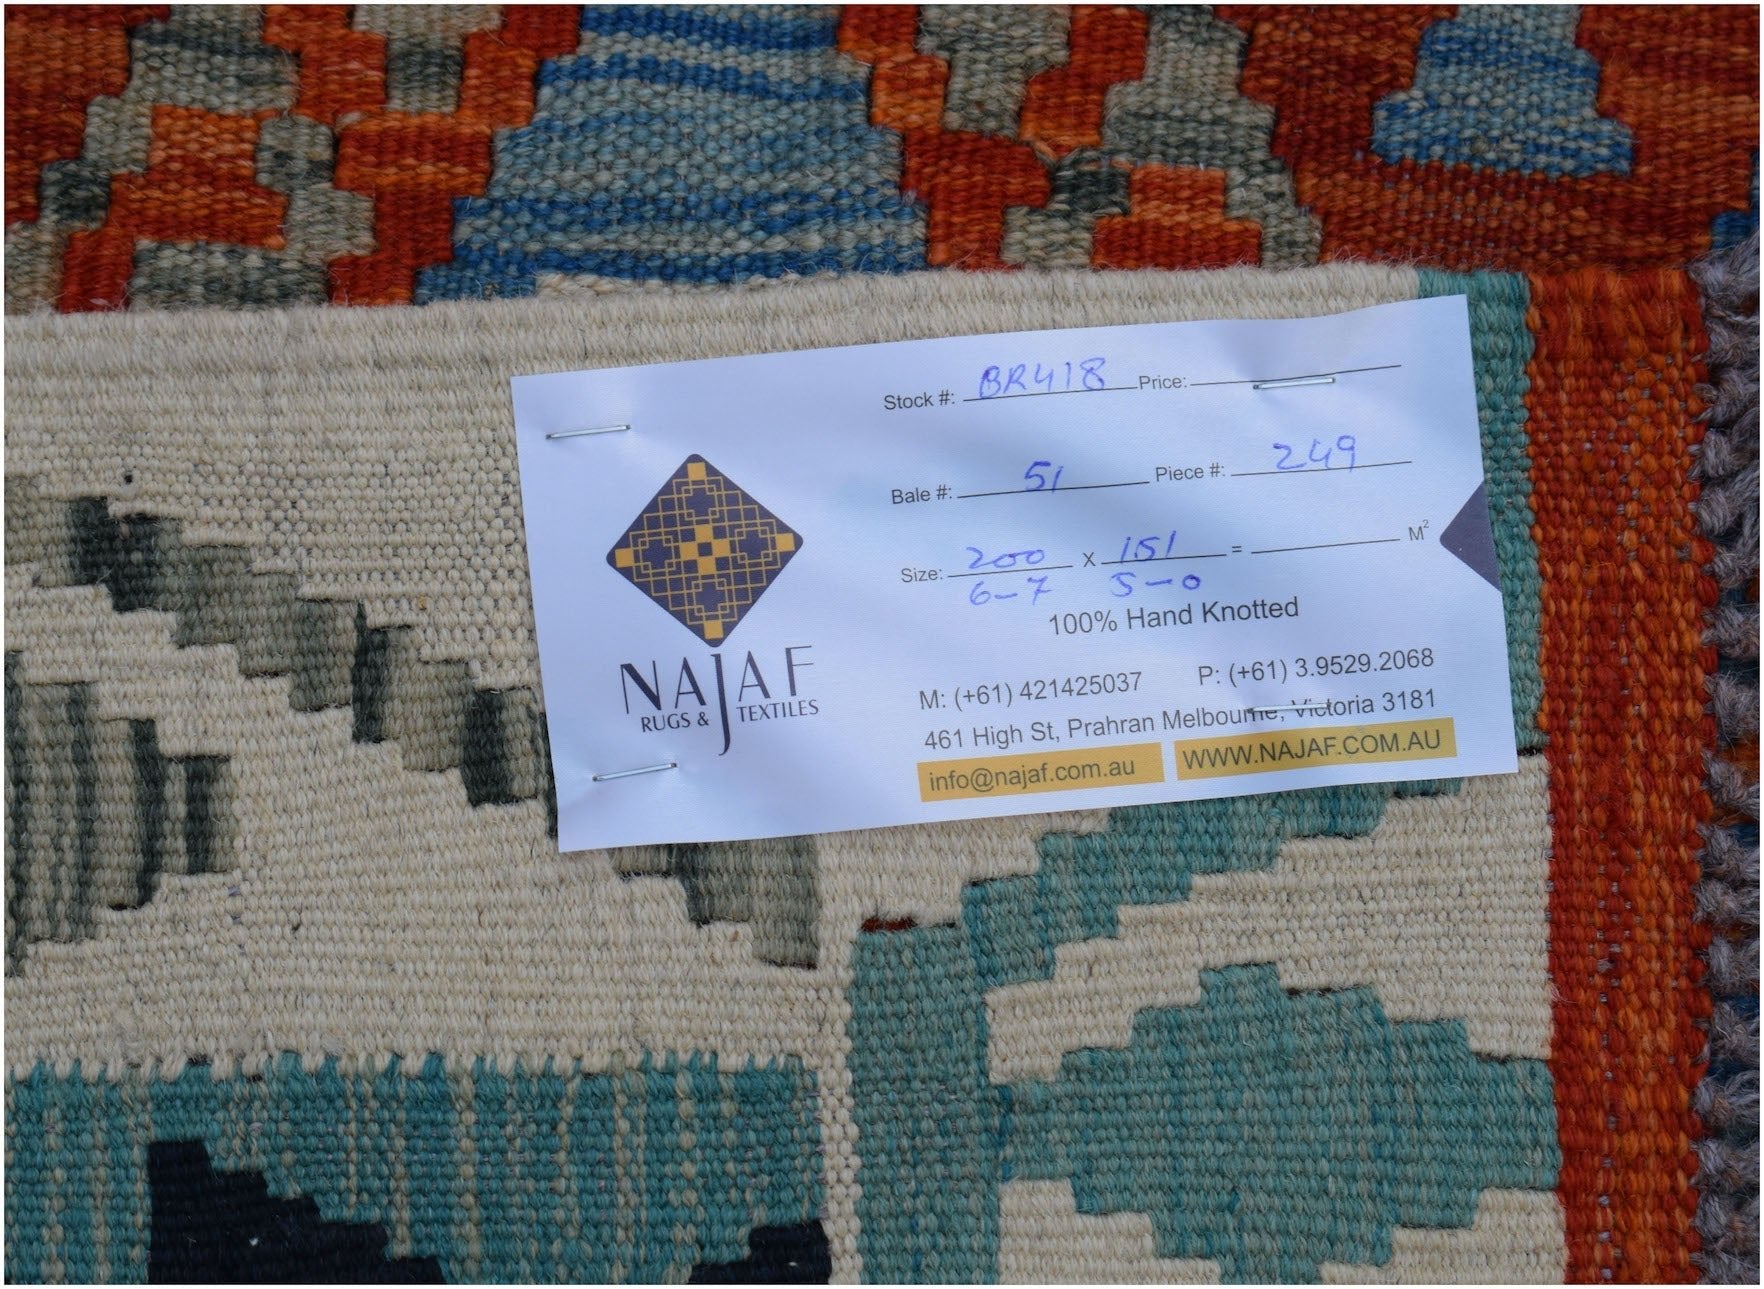 Stock #: BR418 Price:
Bale #: 51 Piece #: 249
Size: 200 X 151 = M²
6-7 5-0
100% Hand Knotted
NAJAF
RUGS & TEXTILES
M: (+61) 421425037 P: (+61) 3.9529.2068
461 High St, Prahran Melbourne, Victoria 3181
info@najaf.com.au WWW.NAJAF.COM.AU